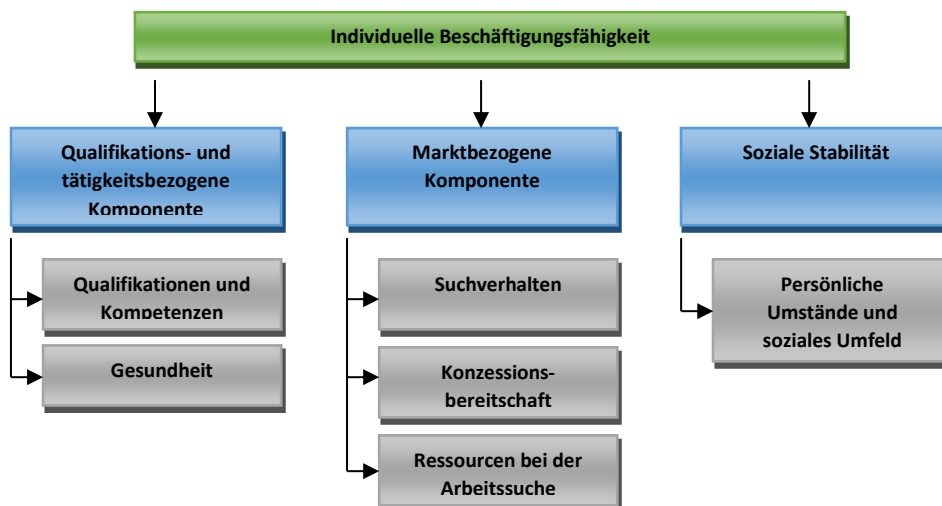 Individuelle Beschäftigungsfähigkeit
Qualifikations- und
tätigkeitsbezogene
Komponente
Qualifikationen und
Kompetenzen
Gesundheit
Marktbezogene
Komponente
Suchverhalten
Konzessions-
bereitschaft
Ressourcen bei der
Arbeitssuche
Soziale Stabilität
Persönliche
Umstände und
soziales Umfeld